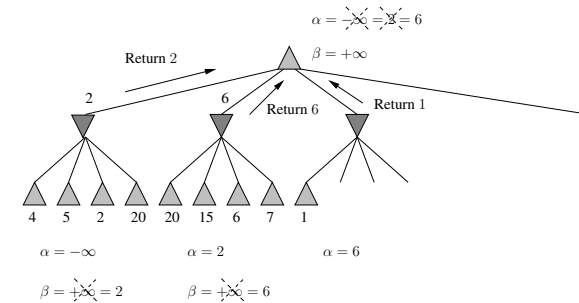 α = -∞ = 2 = 6
β = +∞
Return 2
2
6
Return 6
Return 1
4 5 2 20 20 15 6 7 1
α = -∞ α = 2 α = 6
β = +∞ = 2 β = +∞ = 6